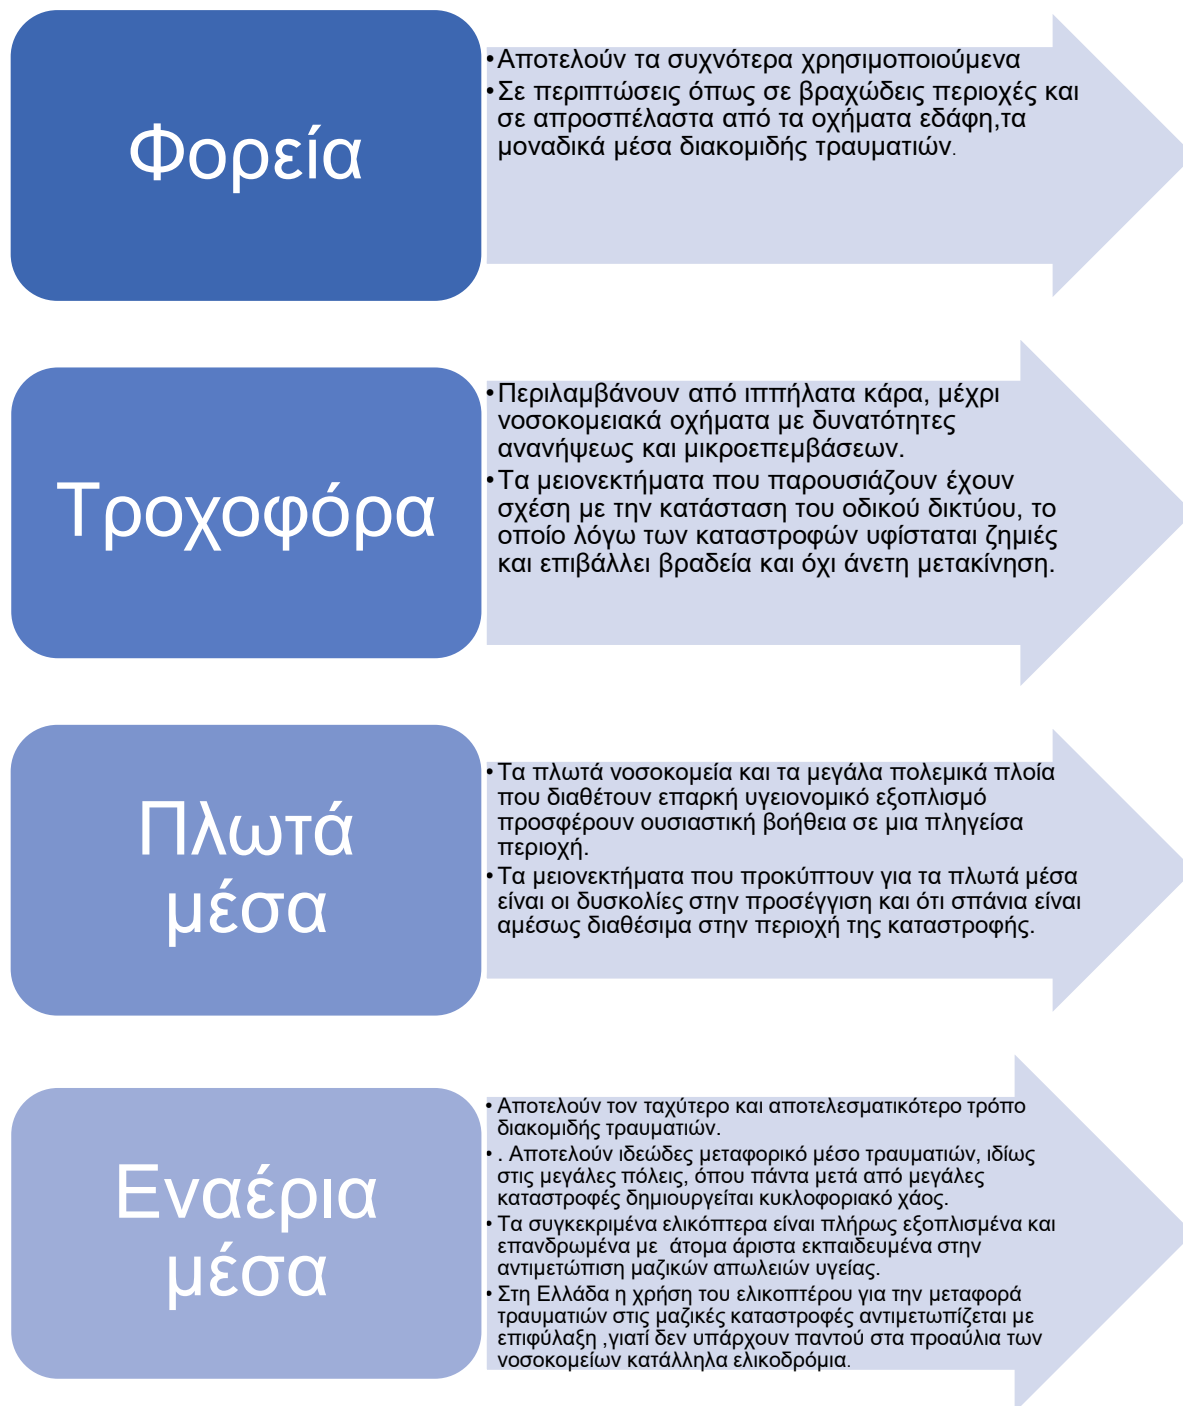 Φορεία
•Αποτελούν τα συχνότερα χρησιμοποιούμενα
•Σε περιπτώσεις όπως σε βραχώδεις περιοχές και
σε απροσπέλαστα από τα οχήματα εδάφη,τα
μοναδικά μέσα διακομιδής τραυματιών.
Τροχοφόρα
•Περιλαμβάνουν από ιππήλατα κάρα, μέχρι
νοσοκομειακά οχήματα με δυνατότητες
ανανήψεως και μικροεπεμβάσεων.
•Τα μειονεκτήματα που παρουσιάζουν έχουν
σχέση με την κατάσταση του οδικού δικτύου, το
οποίο λόγω των καταστροφών υφίσταται ζημιές
και επιβάλλει βραδεία και όχι άνετη μετακίνηση.
Πλωτά
μέσα
•Τα πλωτά νοσοκομεία και τα μεγάλα πολεμικά πλοία
που διαθέτουν επαρκή υγειονομικό εξοπλισμό
προσφέρουν ουσιαστική βοήθεια σε μια πληγείσα
περιοχή.
•Τα μειονεκτήματα που προκύπτουν για τα πλωτά μέσα
είναι οι δυσκολίες στην προσέγγιση και ότι σπάνια είναι
αμέσως διαθέσιμα στην περιοχή της καταστροφής.
Εναέρια
μέσα
• Αποτελούν τον ταχύτερο και αποτελεσματικότερο τρόπο
διακομιδής τραυματιών.
• . Αποτελούν ιδεώδες μεταφορικό μέσο τραυματιών, ιδίως
στις μεγάλες πόλεις, όπου πάντα μετά από μεγάλες
καταστροφές δημιουργείται κυκλοφοριακό χάος.
• Τα συγκεκριμένα ελικόπτερα είναι πλήρως εξοπλισμένα και
επανδρωμένα με άτομα άριστα εκπαιδευμένα στην
αντιμετώπιση μαζικών απωλειών υγείας.
• Στη Ελλάδα η χρήση του ελικοπτέρου για την μεταφορά
τραυματιών στις μαζικές καταστροφές αντιμετωπίζεται με
επιφύλαξη ,γιατί δεν υπάρχουν παντού στα προαύλια των
νοσοκομείων κατάλληλα ελικοδρόμια.